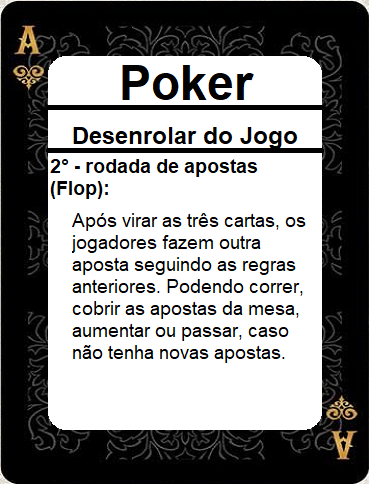 A
Poker
Desenrolar do Jogo
2° - rodada de apostas
(Flop):
Após virar as três cartas, os
jogadores fazem outra
aposta seguindo as regras
anteriores. Podendo correr,
cobrir as apostas da mesa,
aumentar ou passar, caso
não tenha novas apostas.
A